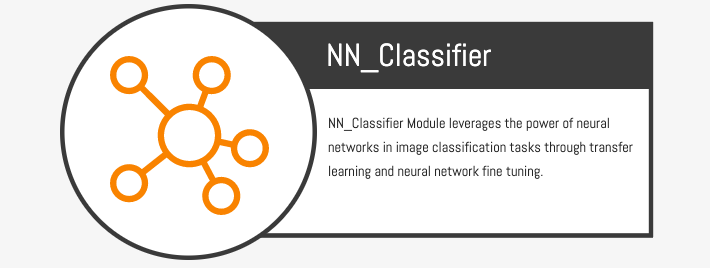 NN_Classifier
NN_Classifier Module leverages the power of neural
networks in image classification tasks through transfer
learning and neural network fine tuning.